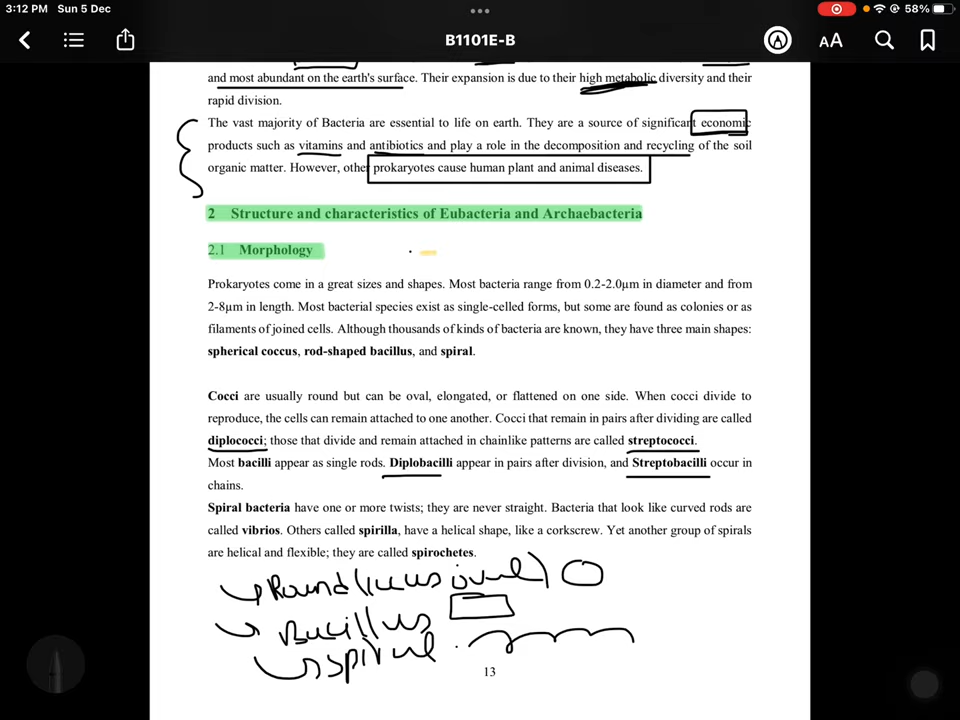 3:12 PM Sun 5 Dec
58%
B1101E-B
AA
and most abundant on the earth's surface. Their expansion is due to their high metabolic diversity and their
rapid division.
The vast majority of Bacteria are essential to life on earth. They are a source of significant economic
products such as vitamins and antibiotics and play a role in the decomposition and recycling of the soil
organic matter. However, other prokaryotes cause human plant and animal diseases.
2 Structure and characteristics of Eubacteria and Archaebacteria
2.1 Morphology
Prokaryotes come in a great sizes and shapes. Most bacteria range from 0.2-2.0µm in diameter and from
2-8µm in length. Most bacterial species exist as single-celled forms, but some are found as colonies or as
filaments of joined cells. Although thousands of kinds of bacteria are known, they have three main shapes:
spherical coccus, rod-shaped bacillus, and spiral.
Cocci are usually round but can be oval, elongated, or flattened on one side. When cocci divide to
reproduce, the cells can remain attached to one another. Cocci that remain in pairs after dividing are called
diplococci; those that divide and remain attached in chainlike patterns are called streptococci.
Most bacilli appear as single rods. Diplobacilli appear in pairs after division, and Streptobacilli occur in
chains.
Spiral bacteria have one or more twists; they are never straight. Bacteria that look like curved rods are
called vibrios. Others called spirilla, have a helical shape, like a corkscrew. Yet another group of spirals
are helical and flexible; they are called spirochetes.
Round
Bacillus
spiral
13